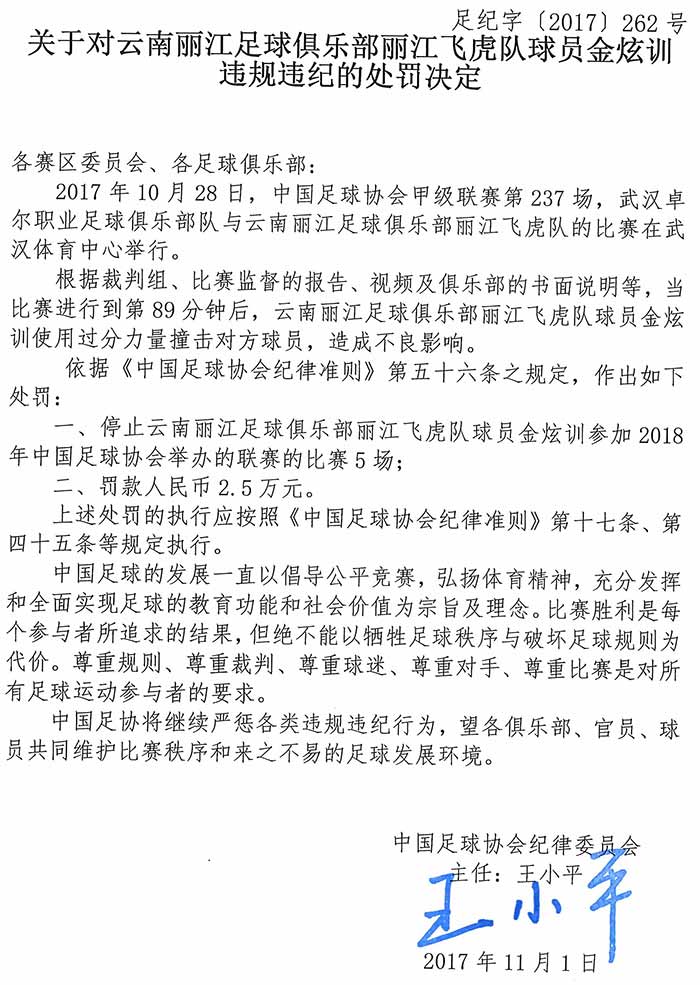 足纪字〔2017〕262号
关于对云南丽江足球俱乐部丽江飞虎队球员金炫训
违规违纪的处罚决定
各赛区委员会、各足球俱乐部：
2017年10月28日，中国足球协会甲级联赛第237场，武汉卓
尔职业足球俱乐部队与云南丽江足球俱乐部丽江飞虎队的比赛在武
汉体育中心举行。
根据裁判组、比赛监督的报告、视频及俱乐部的书面说明等，当
比赛进行到第89分钟后，云南丽江足球俱乐部丽江飞虎队球员金炫
训使用过分力量撞击对方球员，造成不良影响。
依据《中国足球协会纪律准则》第五十六条之规定，作出如下
处罚：
一、停止云南丽江足球俱乐部丽江飞虎队球员金炫训参加2018
年中国足球协会举办的联赛的比赛5场；
二、罚款人民币2.5万元。
上述处罚的执行应按照《中国足球协会纪律准则》第十七条、第
四十五条等规定执行。
中国足球的发展一直以倡导公平竞赛，弘扬体育精神，充分发挥
和全面实现足球的教育功能和社会价值为宗旨及理念。比赛胜利是每
个参与者所追求的结果，但绝不能以牺牲足球秩序与破坏足球规则为
代价。尊重规则、尊重裁判、尊重球迷、尊重对手、尊重比赛是对所
有足球运动参与者的要求。
中国足协将继续严惩各类违规违纪行为，望各俱乐部、官员、球
员共同维护比赛秩序和来之不易的足球发展环境。
中国足球协会纪律委员会
主任：王小平
王小平
2017年11月1日